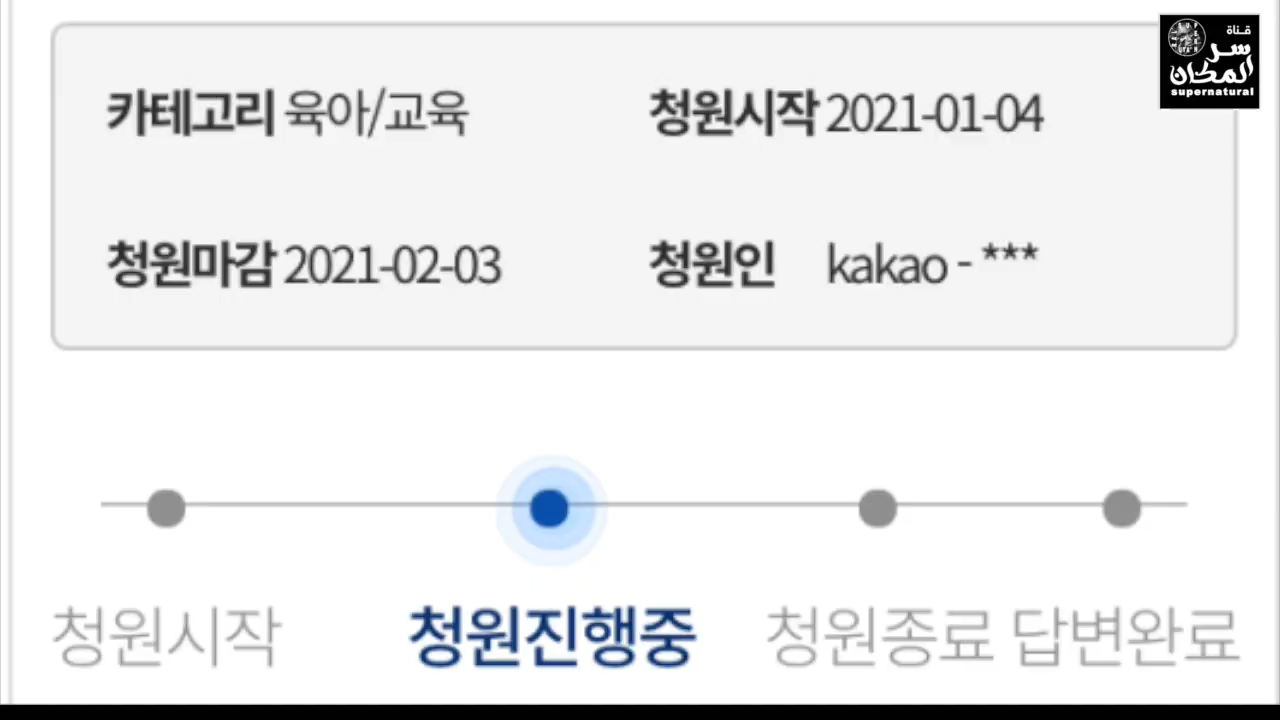 قناة
سر
المكان
supernatural
카테고리 육아/교육
청원시작 2021-01-04
청원마감 2021-02-03
청원인 kakao - ***
청원시작 청원진행중 청원종료 답변완료